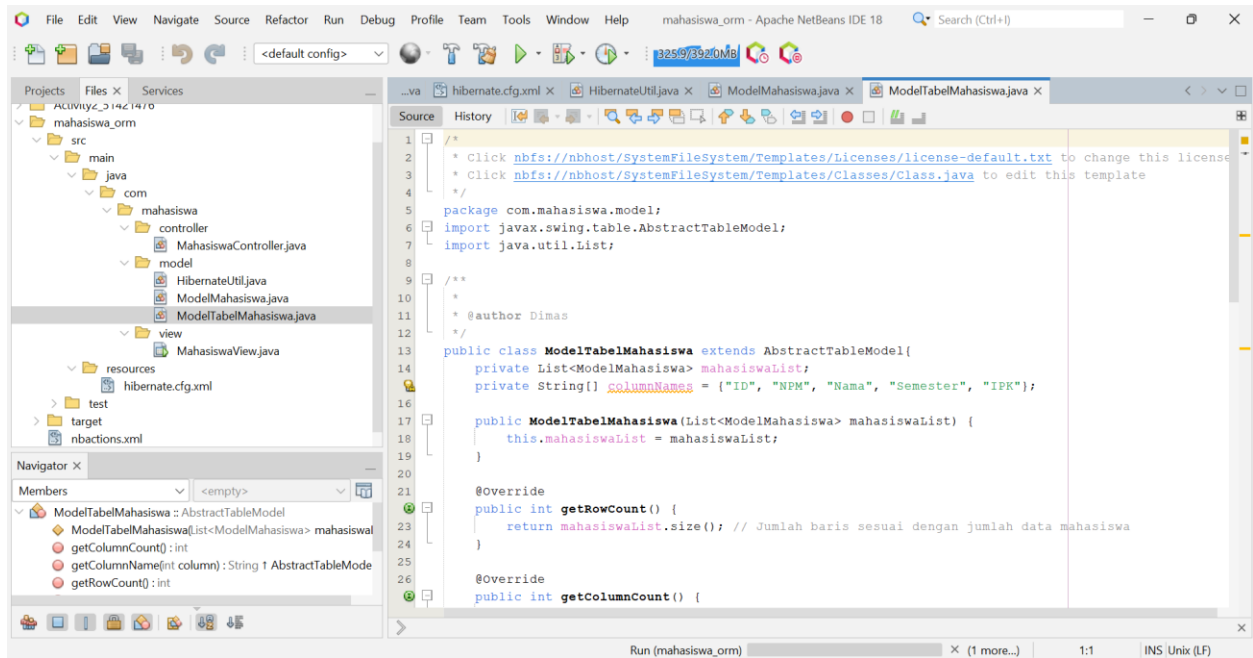 File Edit View Navigate Source Refactor Run Debug Profile Team Tools Window Help mahasiswa_orm - Apache NetBeans IDE 18 Search (Ctrl+I)
<default config> 325.9/392.0MB
Projects Files Services
Activity2_51421476
mahasiswa_orm
src
main
java
com
mahasiswa
controller
MahasiswaController.java
model
HibernateUtil.java
ModelMahasiswa.java
ModelTabelMahasiswa.java
view
MahasiswaView.java
resources
hibernate.cfg.xml
test
target
nbactions.xml
Navigator
Members <empty>
ModelTabelMahasiswa :: AbstractTableModel
ModelTabelMahasiswa(List<ModelMahasiswa> mahasiswal
getColumnCount() : int
getColumnName(int column) : String ↑ AbstractTableMode
getRowCount() : int
...va hibernate.cfg.xml HibernateUtil.java ModelMahasiswa.java ModelTabelMahasiswa.java
Source History
1 /*
2 * Click nbfs://nbhost/SystemFileSystem/Templates/Licenses/license-default.txt to change this license
3 * Click nbfs://nbhost/SystemFileSystem/Templates/Classes/Class.java to edit this template
4 */
5 package com.mahasiswa.model;
6 import javax.swing.table.AbstractTableModel;
7 import java.util.List;
8
9 /**
10 *
11 * @author Dimas
12 */
13 public class ModelTabelMahasiswa extends AbstractTableModel{
14 private List<ModelMahasiswa> mahasiswaList;
private String[] columnNames = {"ID", "NPM", "Nama", "Semester", "IPK"};
16
17 public ModelTabelMahasiswa(List<ModelMahasiswa> mahasiswaList) {
18 this.mahasiswaList = mahasiswaList;
19 }
20
21 @Override
public int getRowCount() {
23 return mahasiswaList.size(); // Jumlah baris sesuai dengan jumlah data mahasiswa
24 }
25
26 @Override
public int getColumnCount() {
Run (mahasiswa_orm) (1 more...) 1:1 INS Unix (LF)